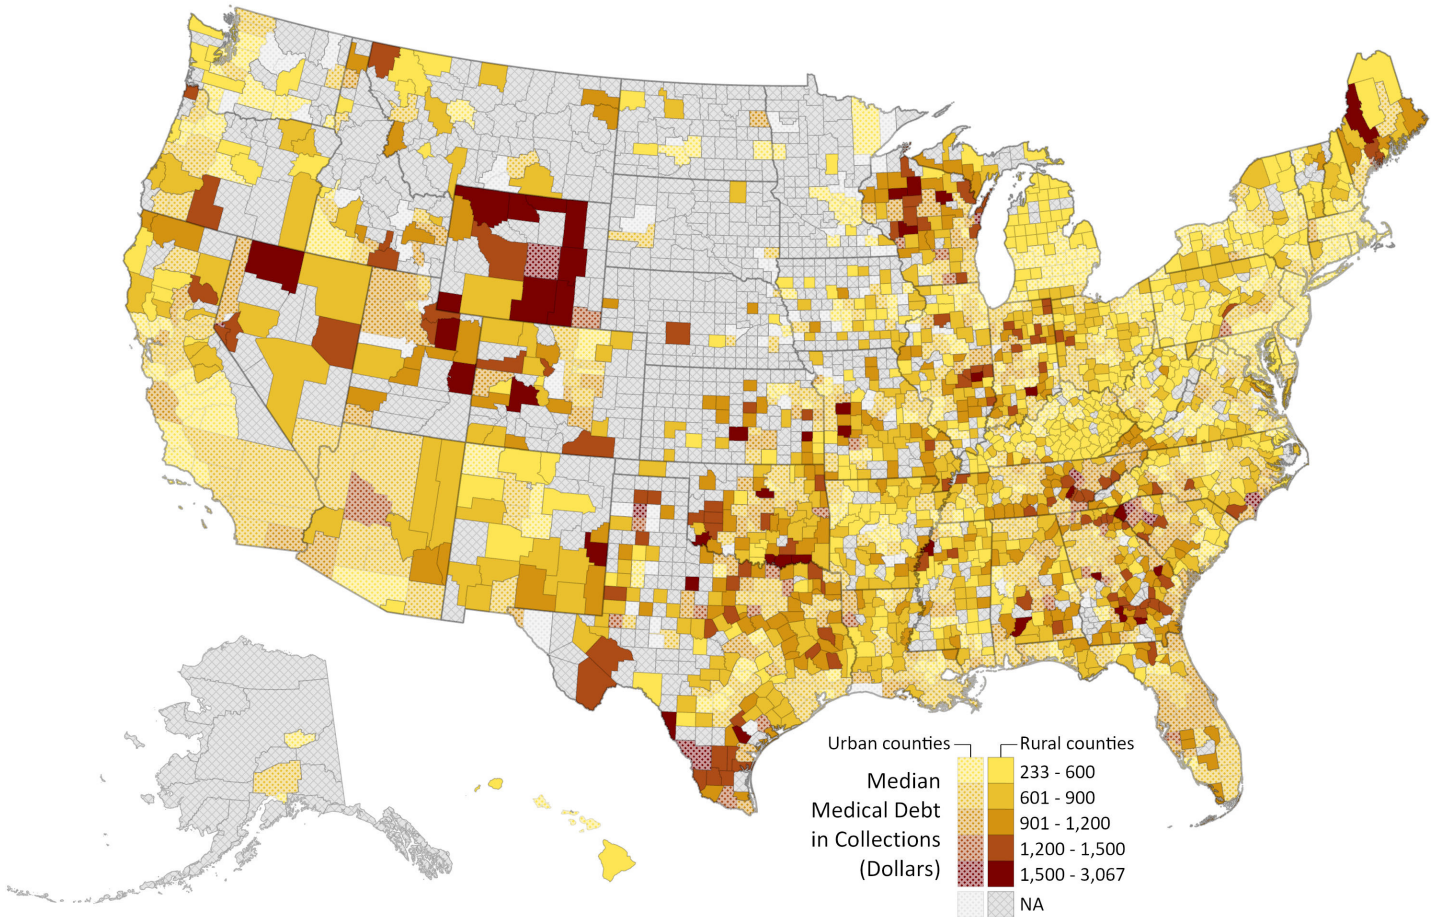 Urban counties
Rural counties
Median
Medical Debt
in Collections
(Dollars)
233 - 600
601 - 900
901 - 1,200
1,200 - 1,500
1,500 - 3,067
NA